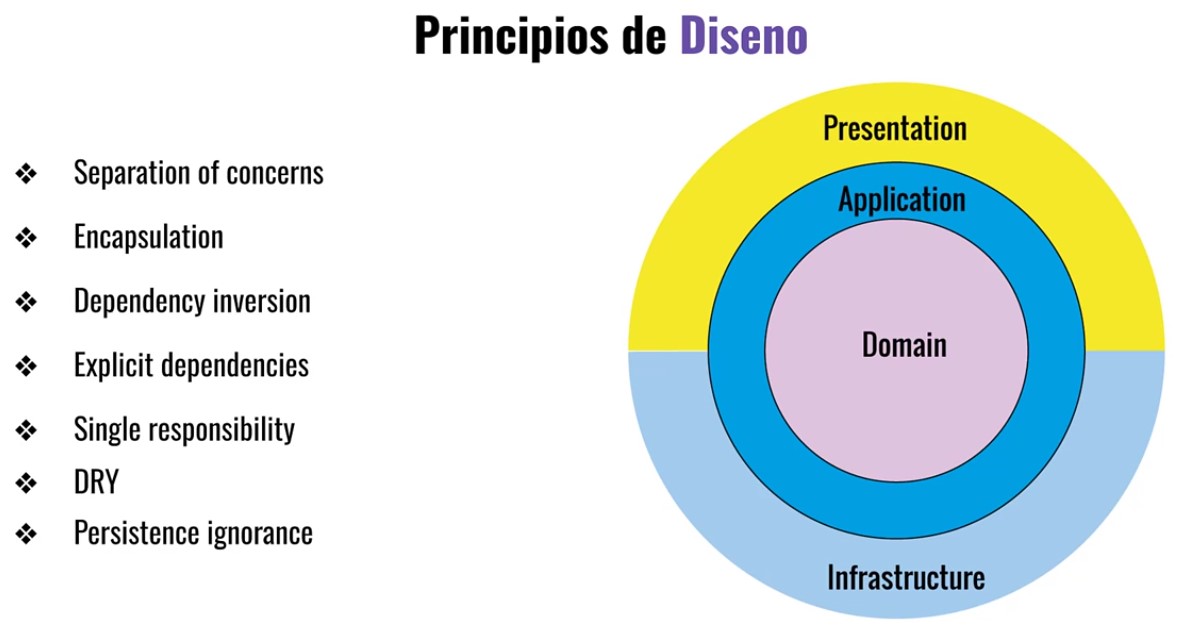 Principios de Diseno
Separation of concerns
Encapsulation
Dependency inversion
Explicit dependencies
Single responsibility
DRY
Persistence ignorance
Presentation
Application
Domain
Infrastructure